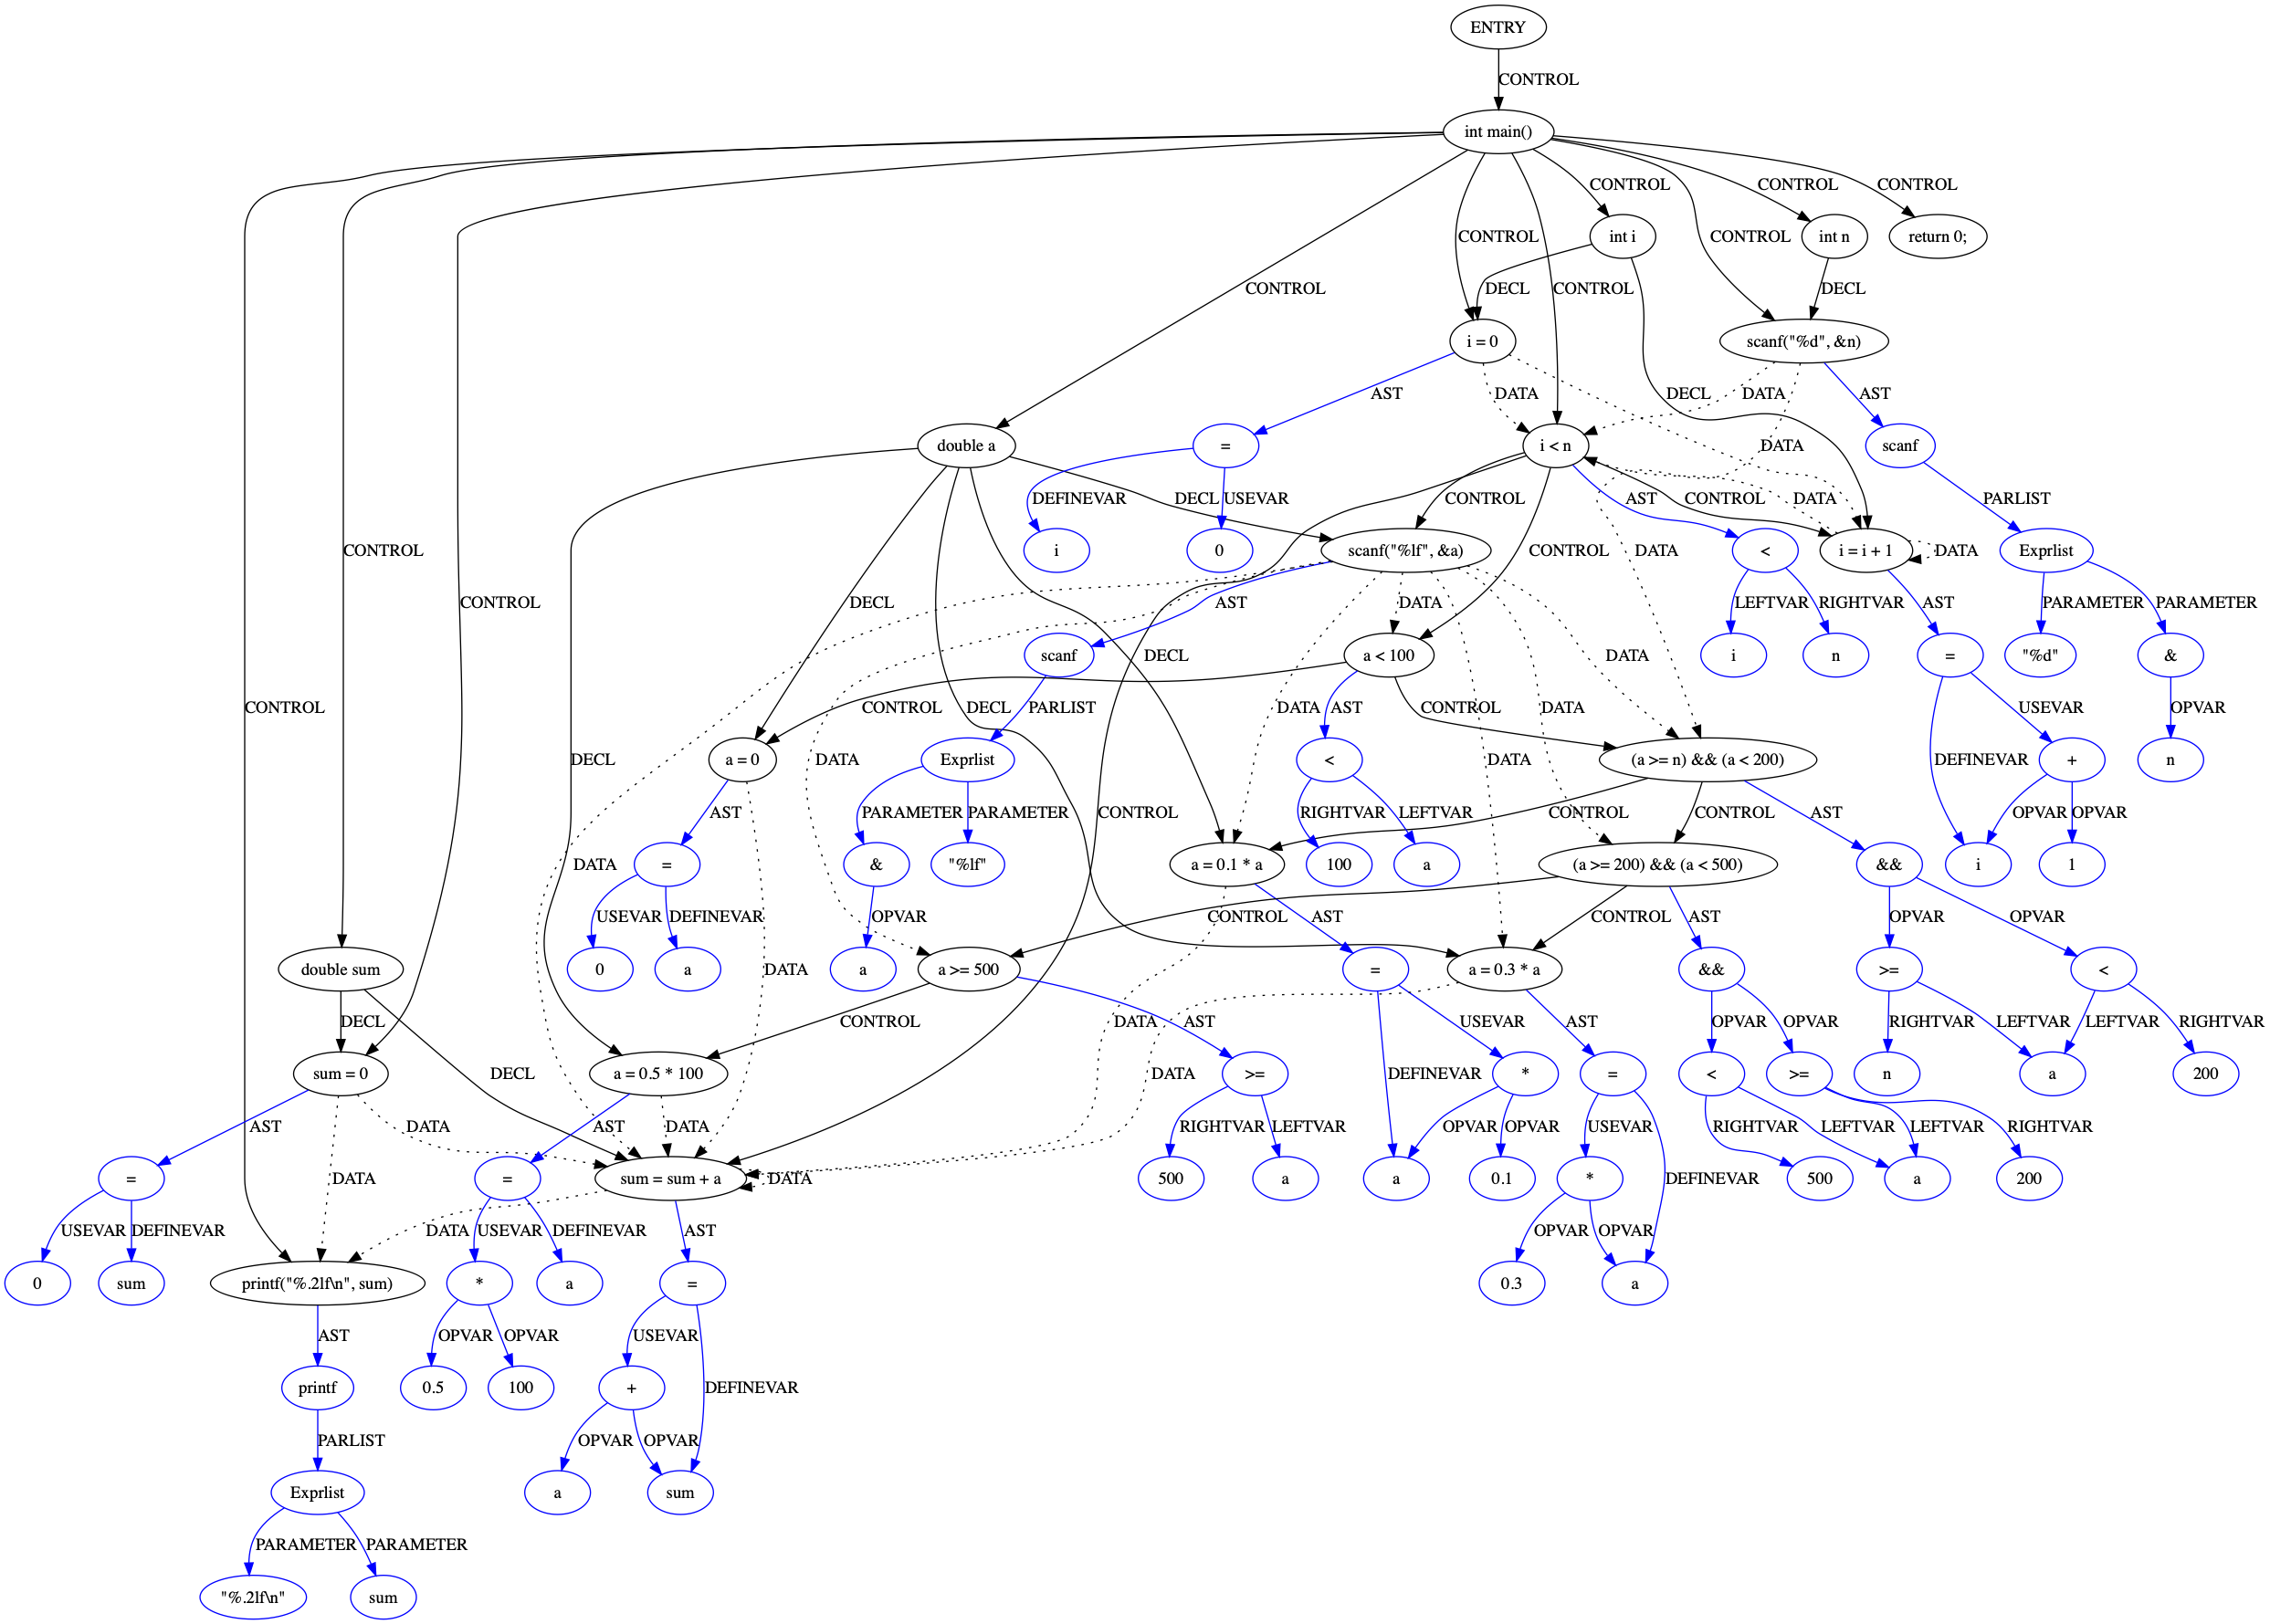 ENTRY
CONTROL
int main()
CONTROL CONTROL CONTROL
int i int n return 0;
CONTROL CONTROL
CONTROL CONTROL DECL DECL
i = 0 scanf("%d", &n)
CONTROL AST DATA DECL DATA AST
double a = i < n DATA scanf
DECL DEFINEVAR USEVAR CONTROL AST CONTROL DATA PARLIST
CONTROL i 0 scanf("%lf", &a) CONTROL DATA < i = i + 1 DATA Exprlist
CONTROL DECL AST DATA LEFTVAR RIGHTVAR AST PARAMETER PARAMETER
scanf DECL a < 100 DATA i n = "%d" &
CONTROL CONTROL PARLIST DECL DATA AST CONTROL DATA USEVAR OPVAR
DECL a = 0 DATA Exprlist < DATA (a >= n) && (a < 200) DEFINEVAR + n
AST PARAMETER PARAMETER CONTROL RIGHTVAR LEFTVAR CONTROL CONTROL AST OPVAR OPVAR
DATA = & "%lf" a = 0.1 * a 100 a (a >= 200) && (a < 500) && i 1
USEVAR DEFINEVAR OPVAR CONTROL AST CONTROL AST OPVAR OPVAR
double sum 0 a DATA a a >= 500 = a = 0.3 * a && >= <
DECL CONTROL DATA AST USEVAR AST OPVAR OPVAR RIGHTVAR LEFTVAR LEFTVAR RIGHTVAR
sum = 0 DECL a = 0.5 * 100 >= DEFINEVAR DATA * = < >= n a 200
AST DATA AST DATA RIGHTVAR LEFTVAR OPVAR OPVAR USEVAR RIGHTVAR LEFTVAR LEFTVAR RIGHTVAR
= DATA = sum = sum + a DATA 500 a a 0.1 * DEFINEVAR 500 a 200
USEVAR DEFINEVAR DATA USEVAR DEFINEVAR AST OPVAR OPVAR
0 sum printf("%.2lf\n", sum) * a = 0.3 a
AST OPVAR OPVAR USEVAR
printf 0.5 100 + DEFINEVAR
PARLIST OPVAR OPVAR
Exprlist a sum
PARAMETER PARAMETER
"%.2lf\n" sum